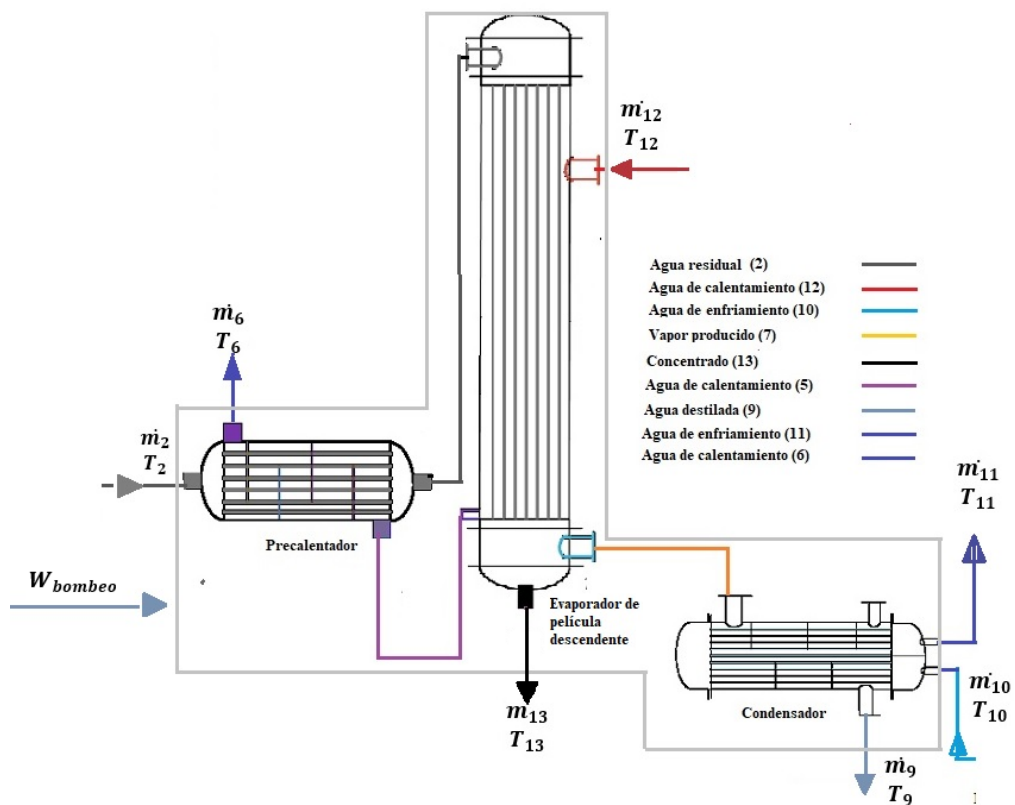 ṁ12
T12
Agua residual (2)
Agua de calentamiento (12)
Agua de enfriamiento (10)
Vapor producido (7)
Concentrado (13)
Agua de calentamiento (5)
Agua destilada (9)
Agua de enfriamiento (11)
Agua de calentamiento (6)
ṁ6
T6
ṁ2
T2
Precalentador
Wbombeo
Evaporador de
película
descendente
ṁ11
T11
ṁ13
T13
Condensador
ṁ10
T10
ṁ9
T9